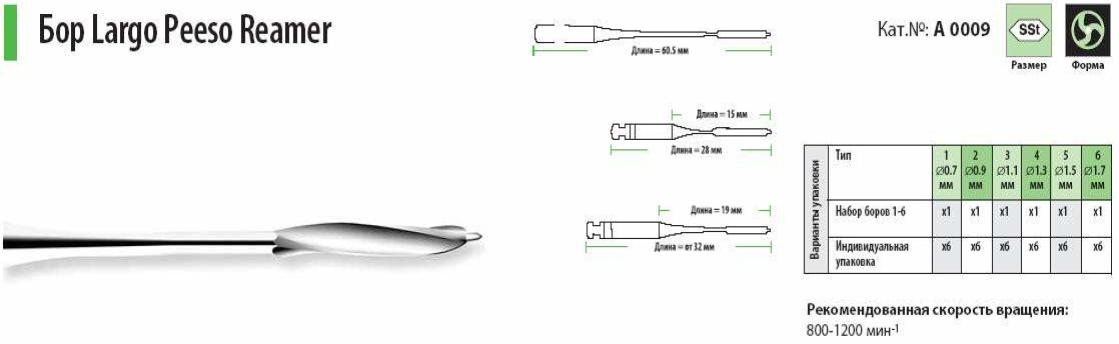 Бор Largo Peeso Reamer
Длина = 60.5 мм
Кат.№: A 0009
SSt
Размер
Форма
Длина = 15 мм
Длина = 28 мм
Длина = 19 мм
Длина = от 32 мм
Варианты упаковки
Тип
1 2 3 4 5 6
∅0.7 ∅0.9 ∅1.1 ∅1.3 ∅1.5 ∅1.7
мм мм мм мм мм мм
Набор боров 1-6 x1 x1 x1 x1 x1 x1
Индивидуальная x6 x6 x6 x6 x6 x6
упаковка
Рекомендованная скорость вращения:
800-1200 мин-1